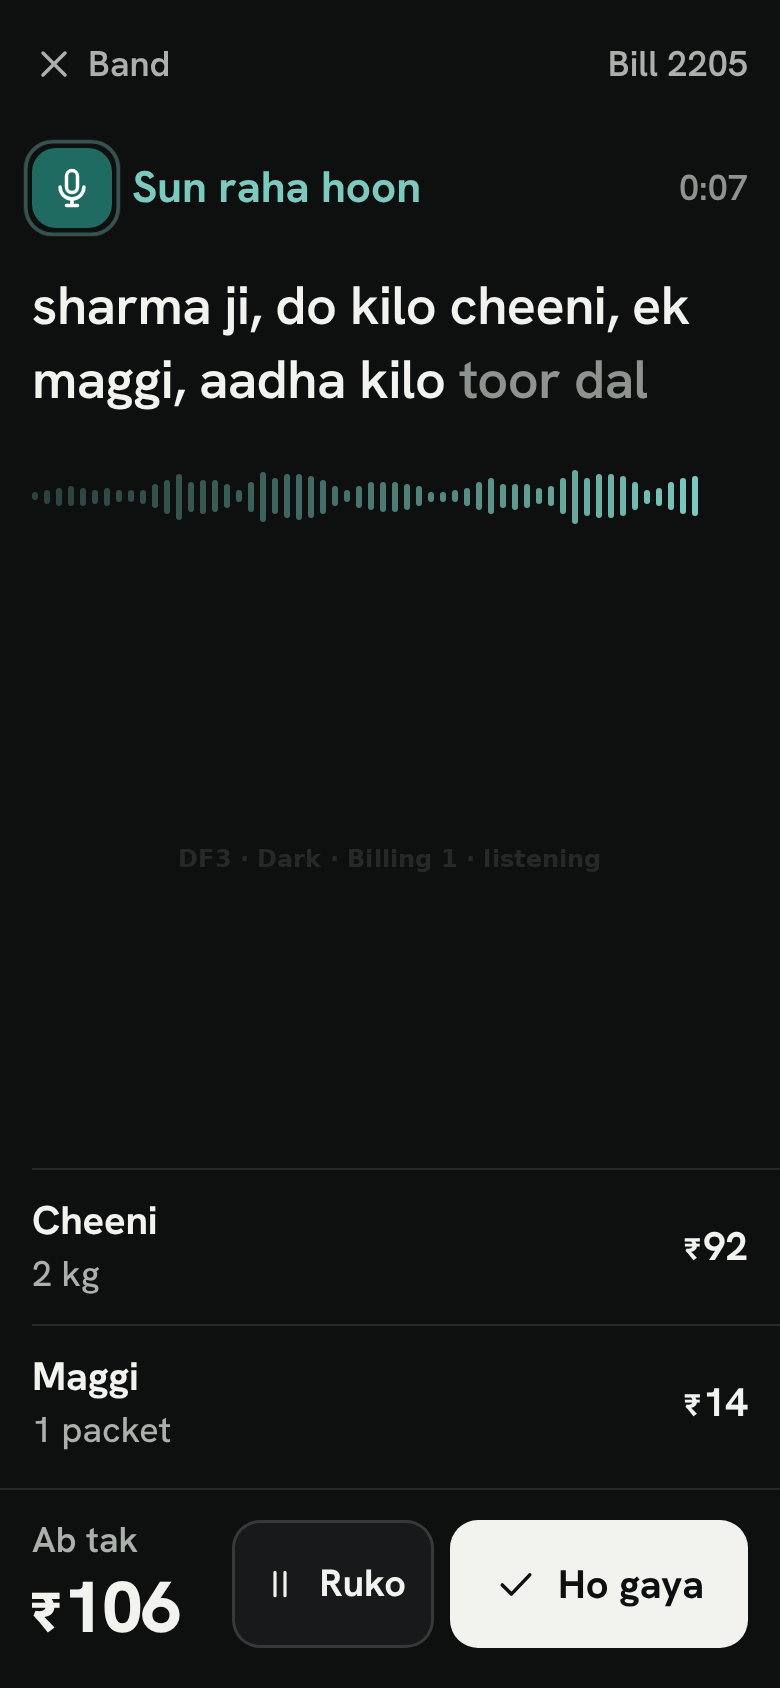 Band
Bill 2205
Sun raha hoon
0:07
sharma ji, do kilo cheeni, ek
maggi, aadha kilo toor dal
DF3 · Dark · Billing 1 · listening
Cheeni
2 kg
₹92
Maggi
1 packet
₹14
Ab tak
₹106
Ruko
Ho gaya